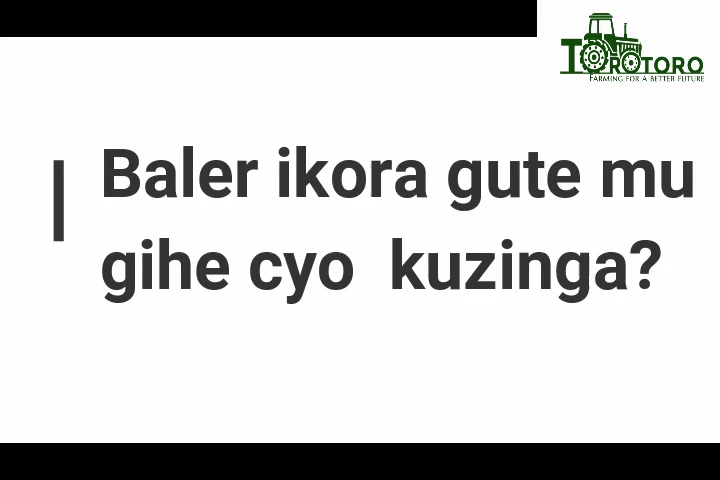 TOROTORO
FARMING FOR A BETTER FUTURE
Baler ikora gute mu
gihe cyo kuzinga?